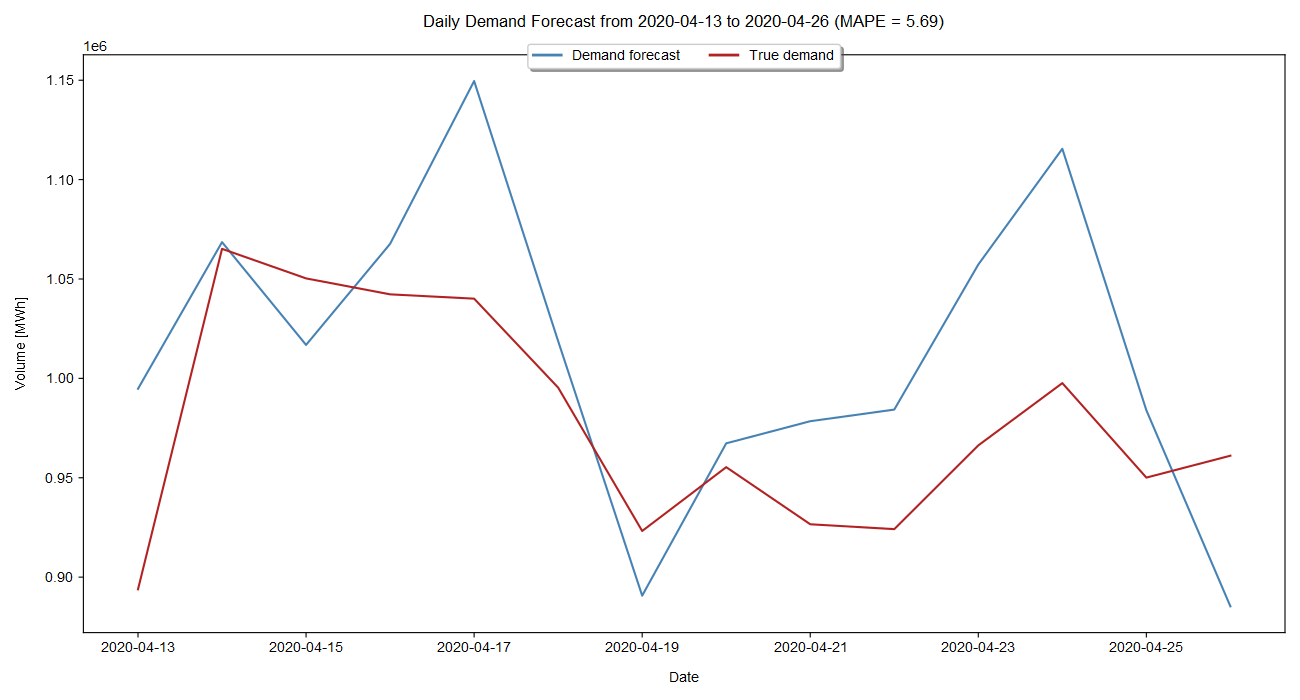 Daily Demand Forecast from 2020-04-13 to 2020-04-26 (MAPE = 5.69)
1e6
Demand forecast True demand
1.15
1.10
1.05
1.00
0.95
0.90
Volume [MWh]
2020-04-13 2020-04-15 2020-04-17 2020-04-19 2020-04-21 2020-04-23 2020-04-25
Date